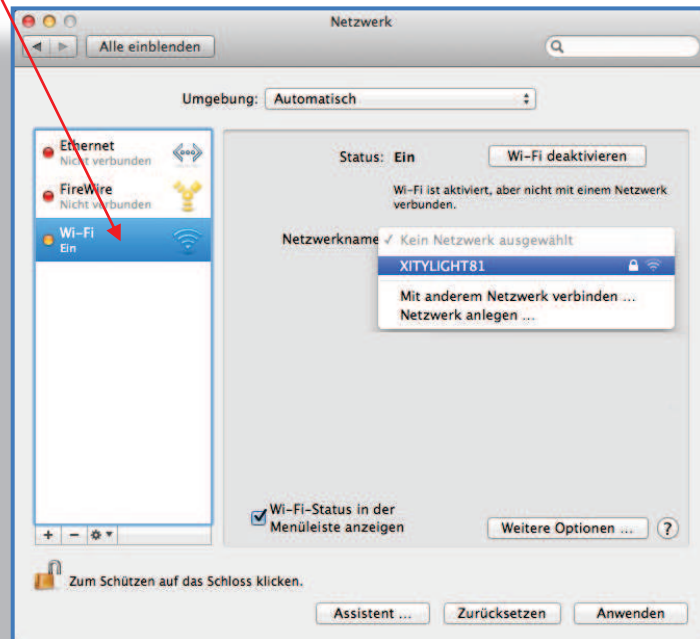 Netzwerk
Alle einblenden
Umgebung: Automatisch
Ethernet
Nicht verbunden
FireWire
Nicht verbunden
Wi-Fi
Ein
Status: Ein
Wi-Fi deaktivieren
Wi-Fi ist aktiviert, aber nicht mit einem Netzwerk
verbunden.
Netzwerkname
✓ Kein Netzwerk ausgewählt
XITYLIGHT81
Mit anderem Netzwerk verbinden ...
Netzwerk anlegen ...
Wi-Fi-Status in der
Menüleiste anzeigen
Weitere Optionen ...
?
Zum Schützen auf das Schloss klicken.
Assistent ...
Zurücksetzen
Anwenden